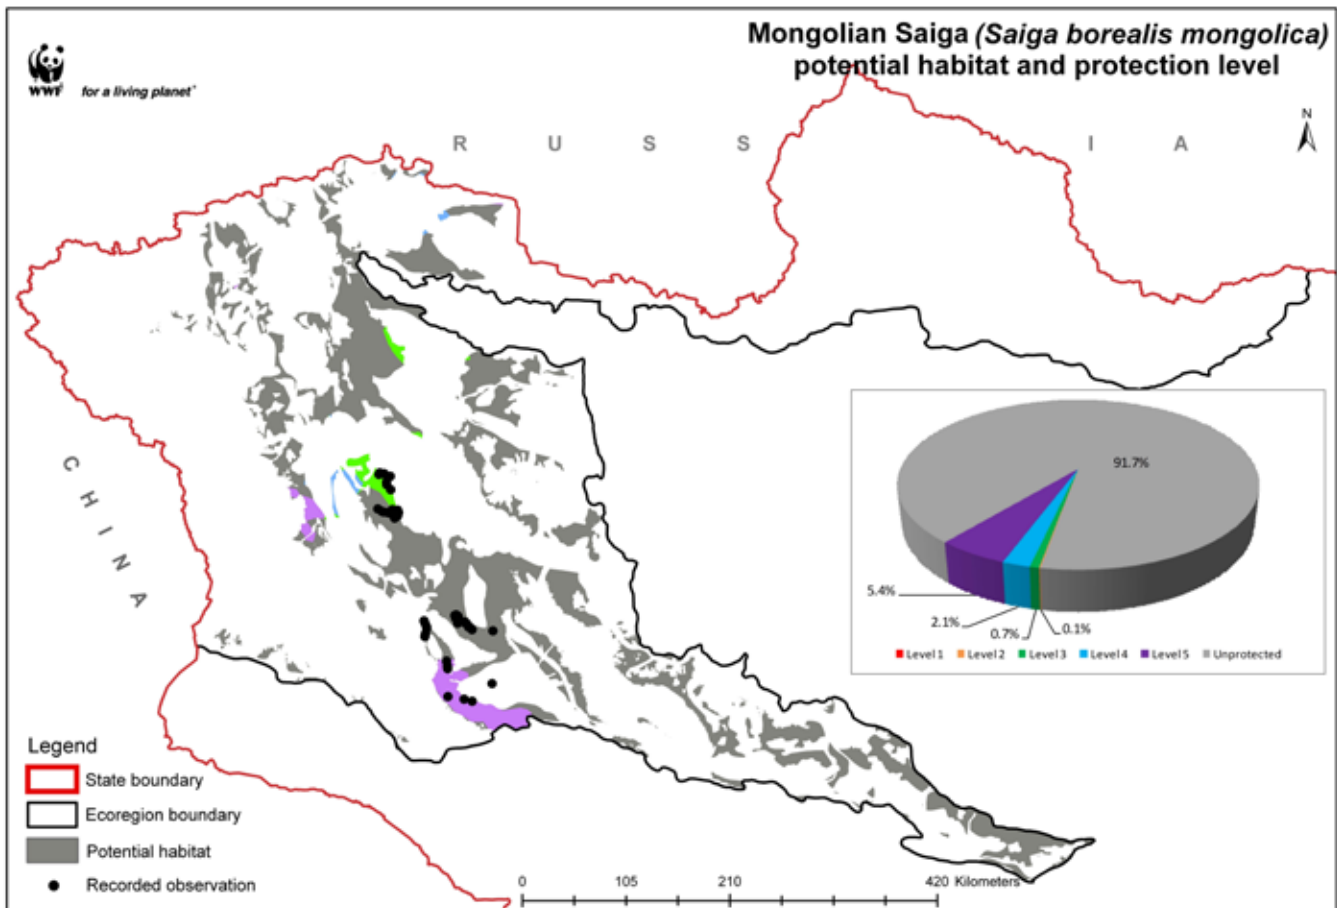 Mongolian Saiga (Saiga borealis mongolica)
potential habitat and protection level
WWF
for a living planet®
N
R U S S I A
C H I N A
91.7%
5.4%
2.1%
0.7%
0.1%
Level 1 Level 2 Level 3 Level 4 Level 5 Unprotected
Legend
State boundary
Ecoregion boundary
Potential habitat
Recorded observation
0 105 210 420 Kilometers